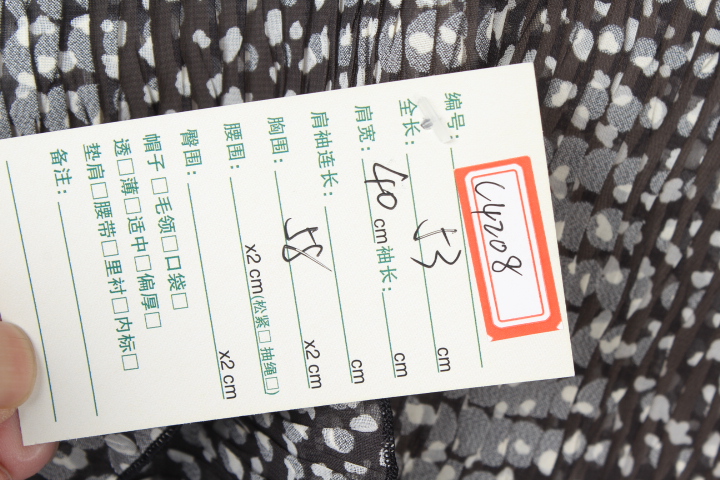 编号: C4208
全长: 53 cm
肩宽: 40 cm 袖长: cm
肩袖连长: cm
胸围: 58 x2 cm
腰围: x2 cm (松紧□ 抽绳□)
臀围: x2 cm
帽子□ 毛领□ 口袋□
透□ 薄□ 适中□ 偏厚□
垫肩□ 腰带□ 里衬□ 内标□
备注: